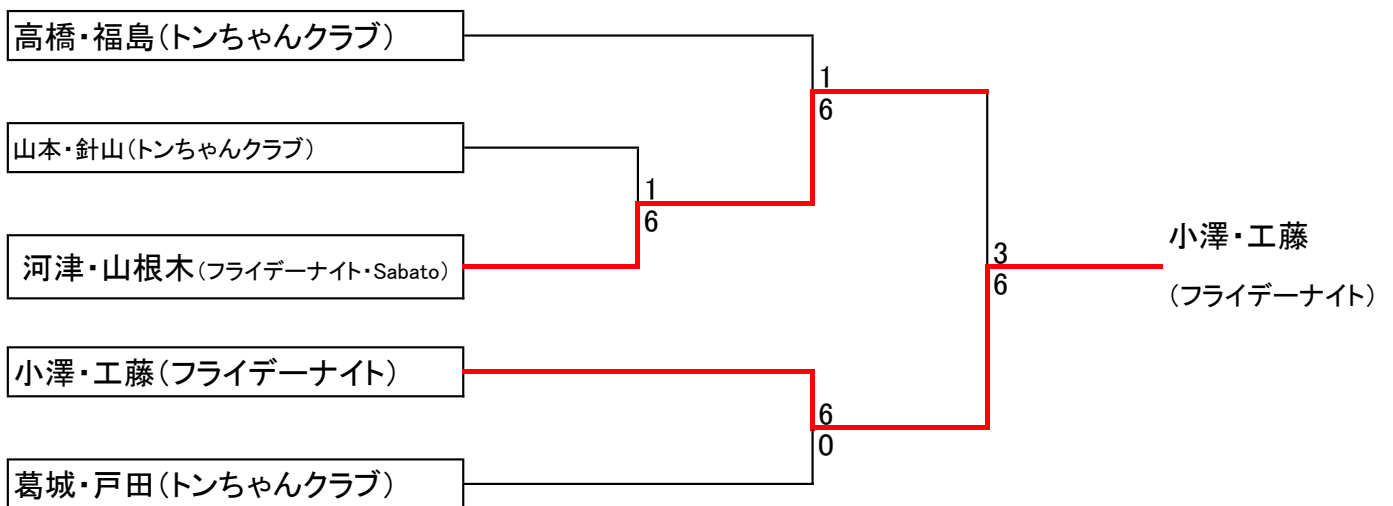 高橋・福島(トンちゃんクラブ)
1
6
山本・針山(トンちゃんクラブ)
1
6
河津・山根木(フライデーナイト・Sabato)
3
6
小澤・工藤
(フライデーナイト)
小澤・工藤(フライデーナイト)
6
0
葛城・戸田(トンちゃんクラブ)